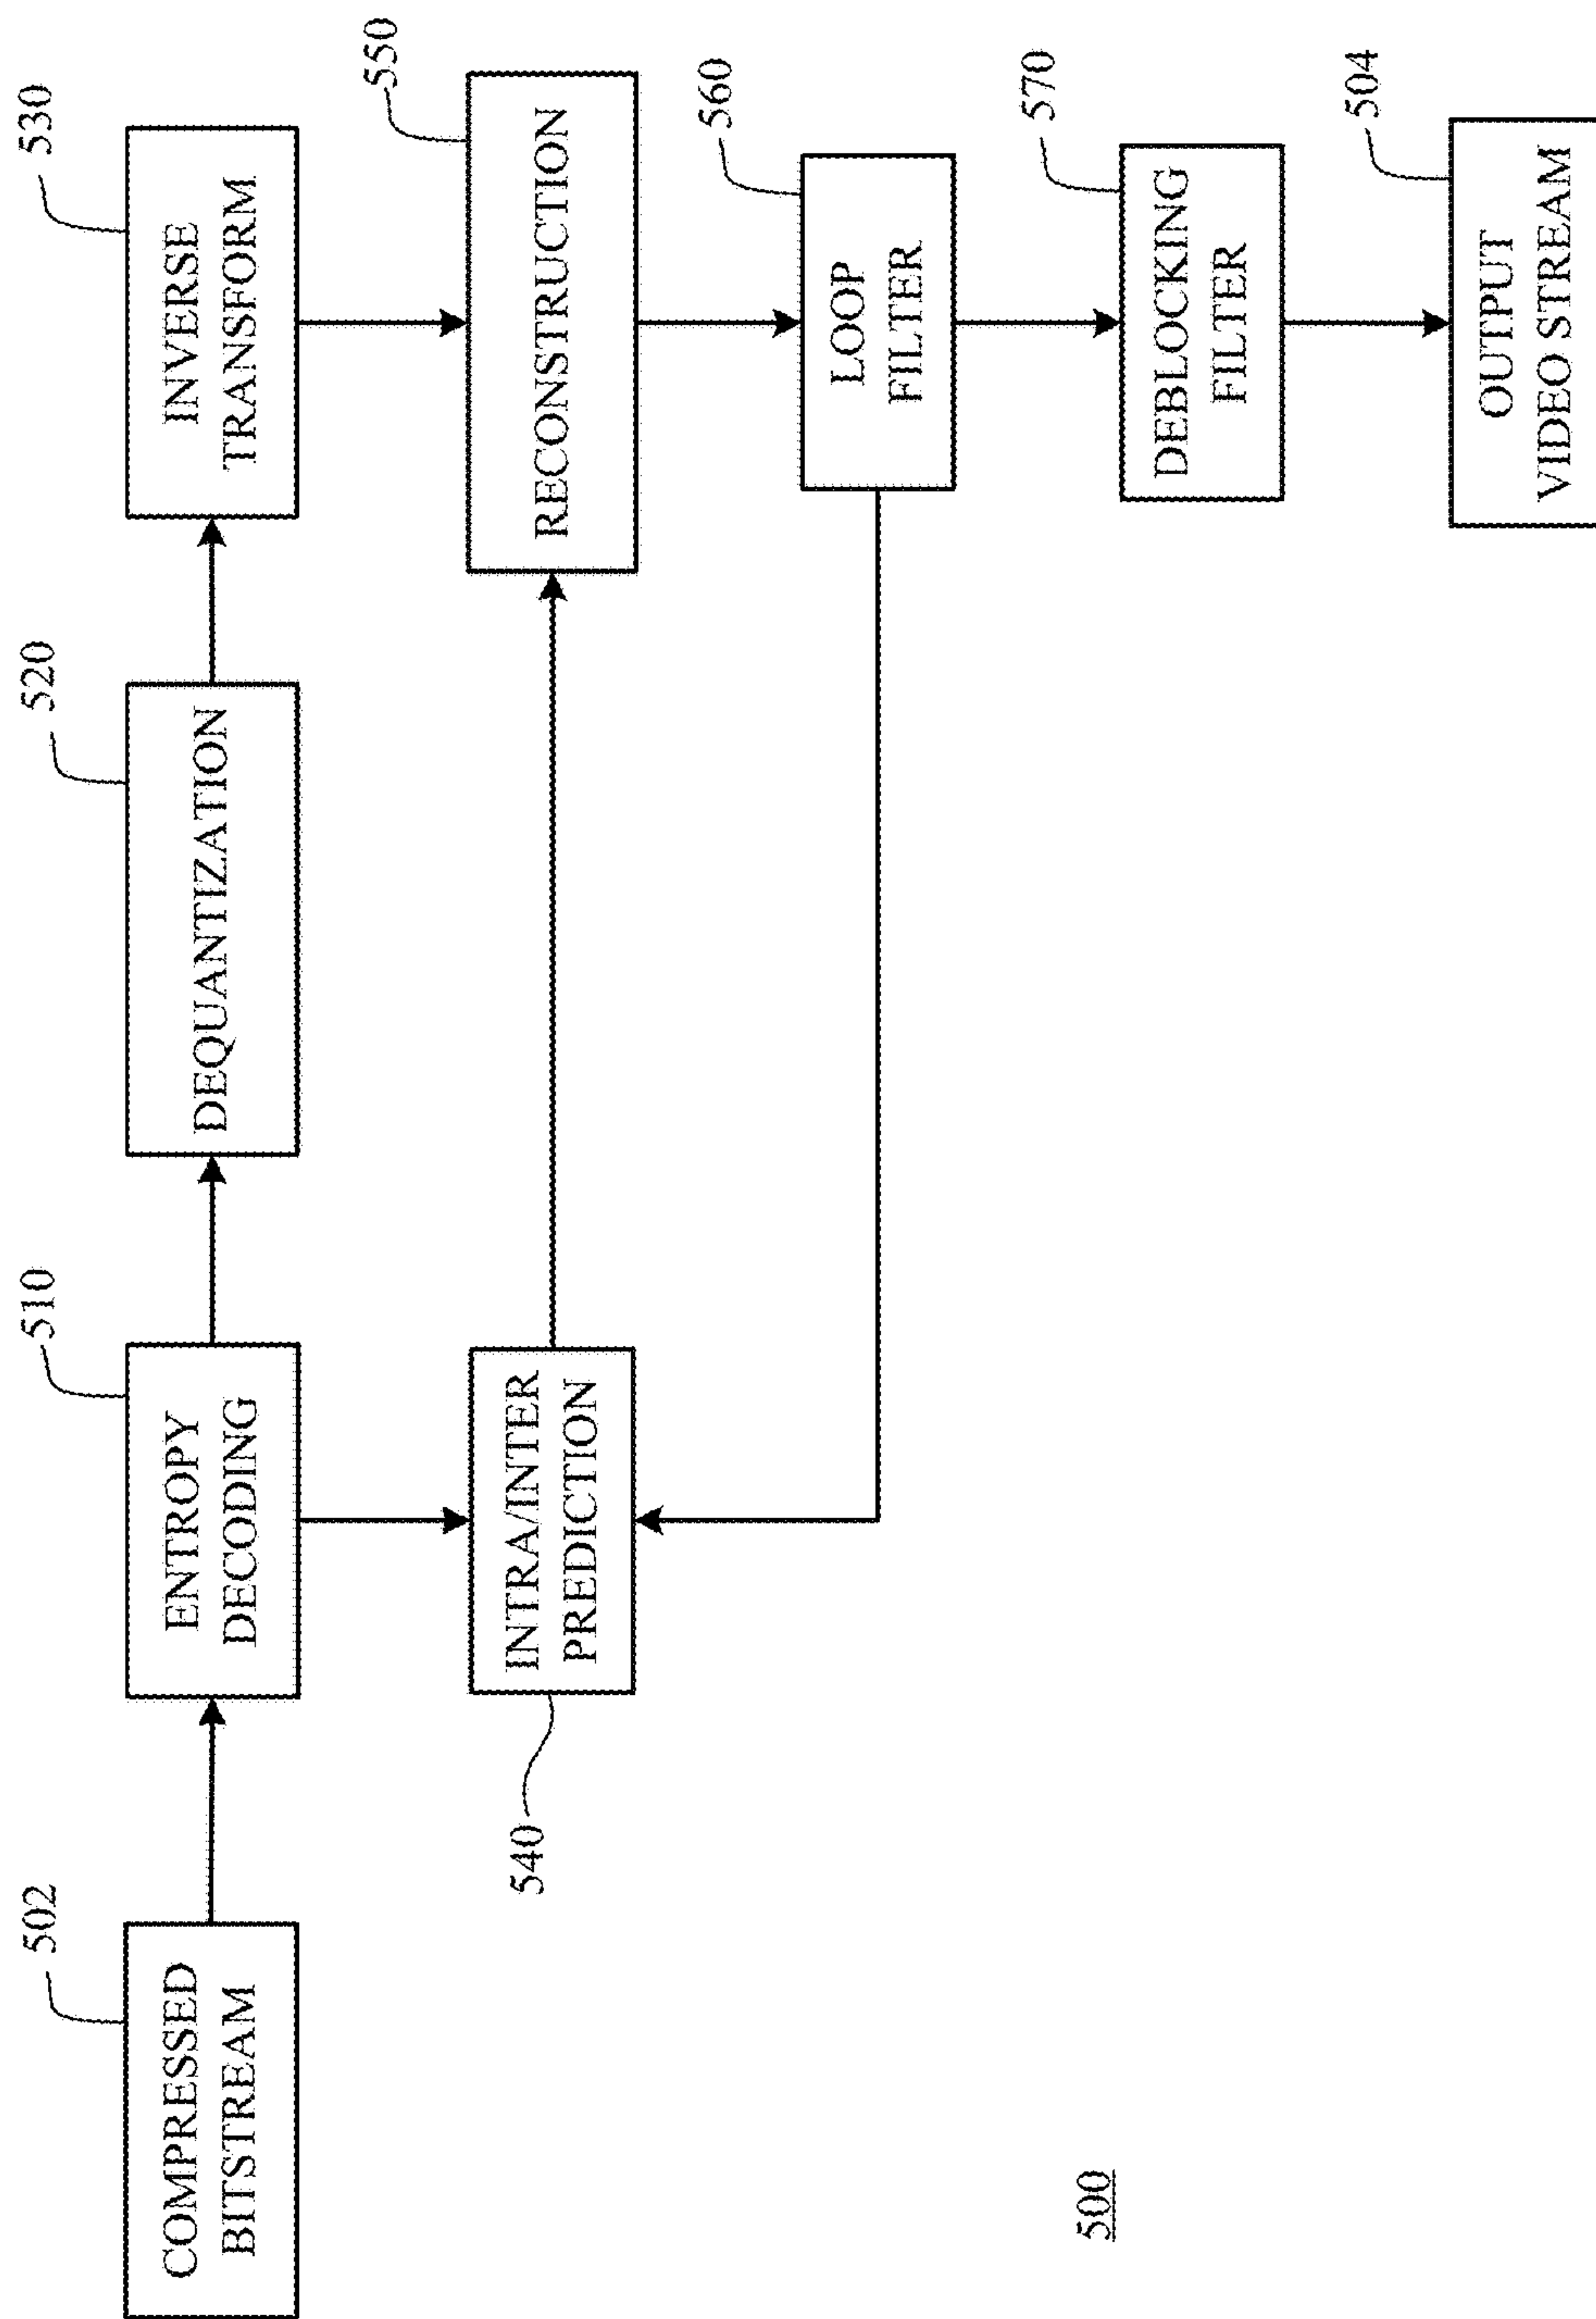 502
COMPRESSED
BITSTREAM
510
ENTROPY
DECODING
520
DEQUANTIZATION
530
INVERSE
TRANSFORM
540
INTRA/INTER
PREDICTION
550
RECONSTRUCTION
560
LOOP
FILTER
570
DEBLOCKING
FILTER
504
OUTPUT
VIDEO STREAM
500